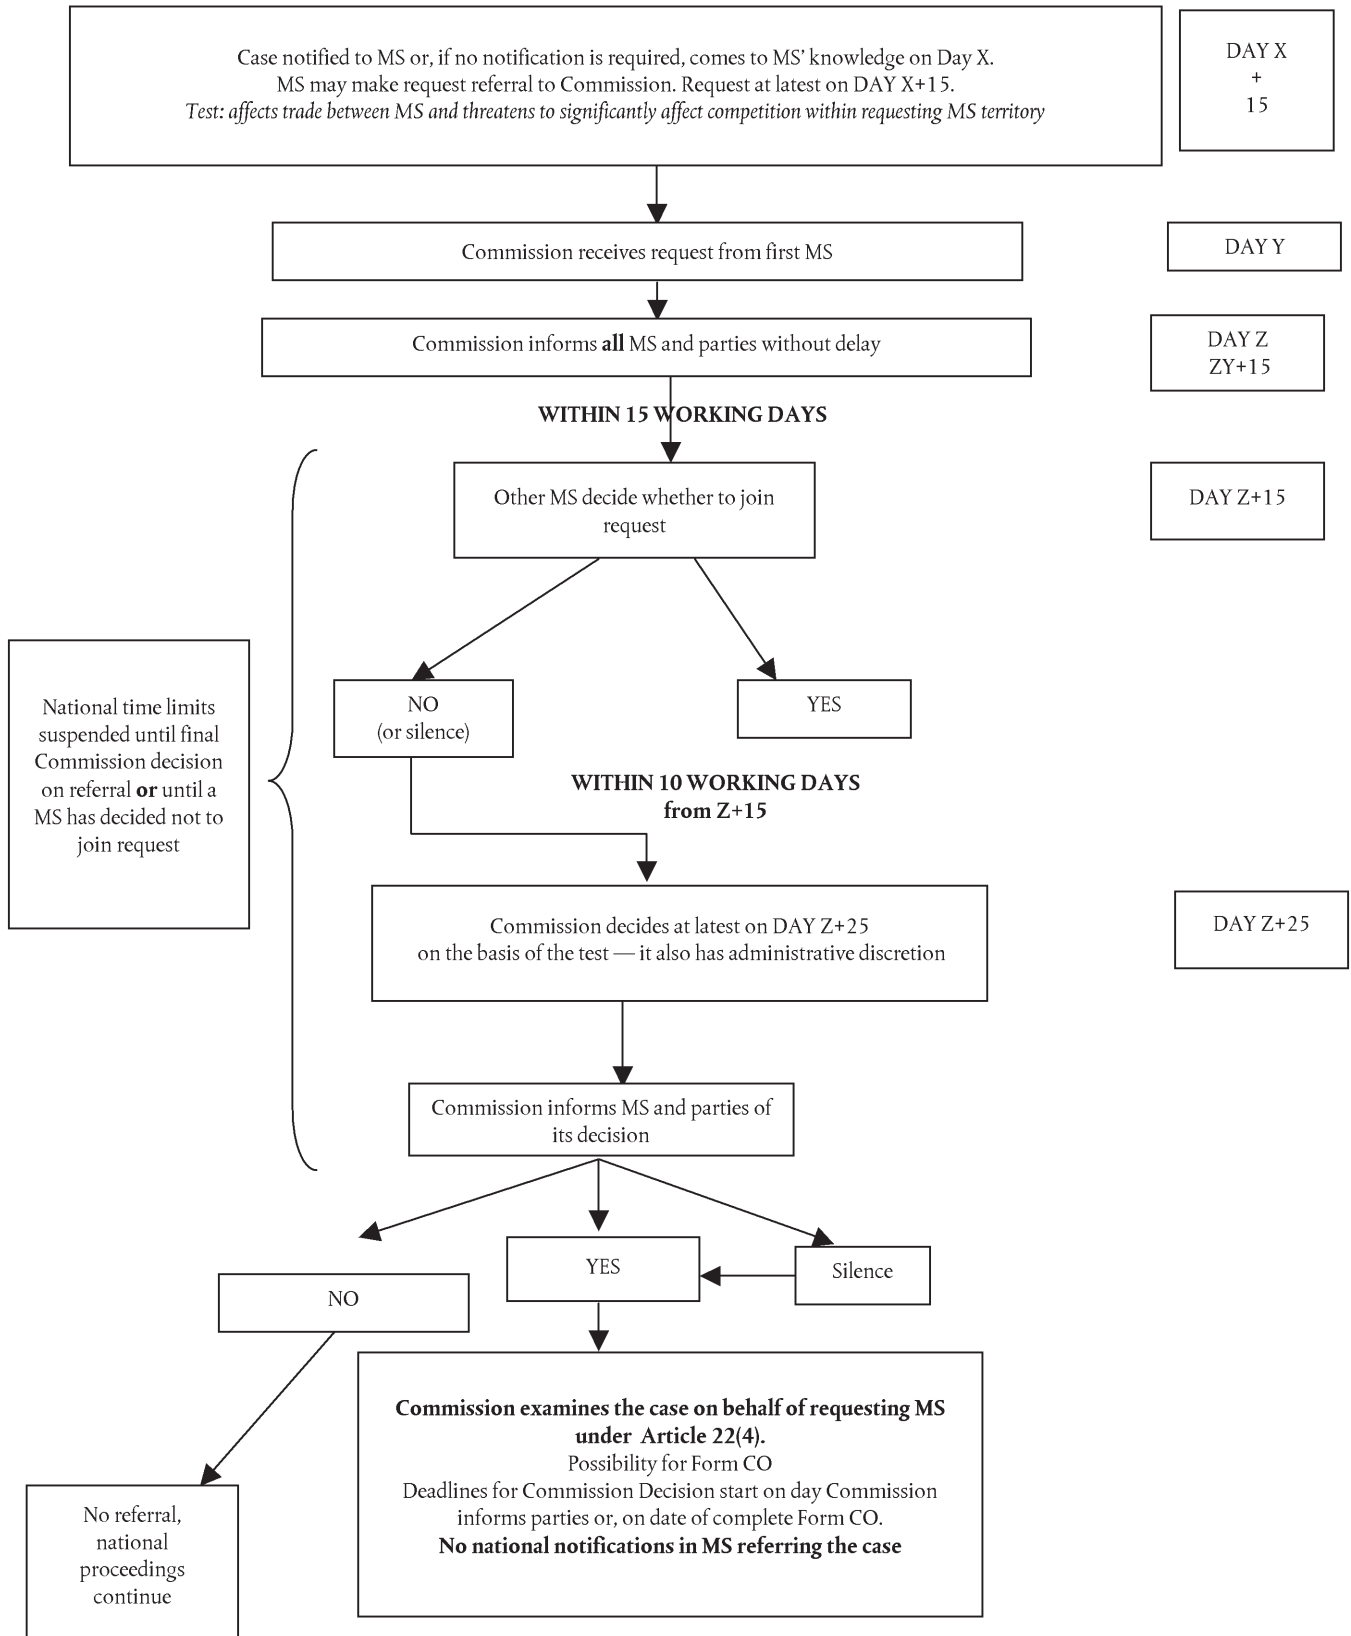 Case notified to MS or, if no notification is required, comes to MS’ knowledge on Day X.
MS may make request referral to Commission. Request at latest on DAY X+15.
Test: affects trade between MS and threatens to significantly affect competition within requesting MS territory
DAY X
+
15
Commission receives request from first MS
DAY Y
Commission informs all MS and parties without delay
DAY Z
ZY+15
WITHIN 15 WORKING DAYS
Other MS decide whether to join
request
DAY Z+15
NO
(or silence)
YES
National time limits
suspended until final
Commission decision
on referral or until a
MS has decided not to
join request
WITHIN 10 WORKING DAYS
from Z+15
Commission decides at latest on DAY Z+25
on the basis of the test — it also has administrative discretion
DAY Z+25
Commission informs MS and parties of
its decision
NO
YES
Silence
Commission examines the case on behalf of requesting MS
under Article 22(4).
Possibility for Form CO
Deadlines for Commission Decision start on day Commission
informs parties or, on date of complete Form CO.
No national notifications in MS referring the case
No referral,
national
proceedings
continue